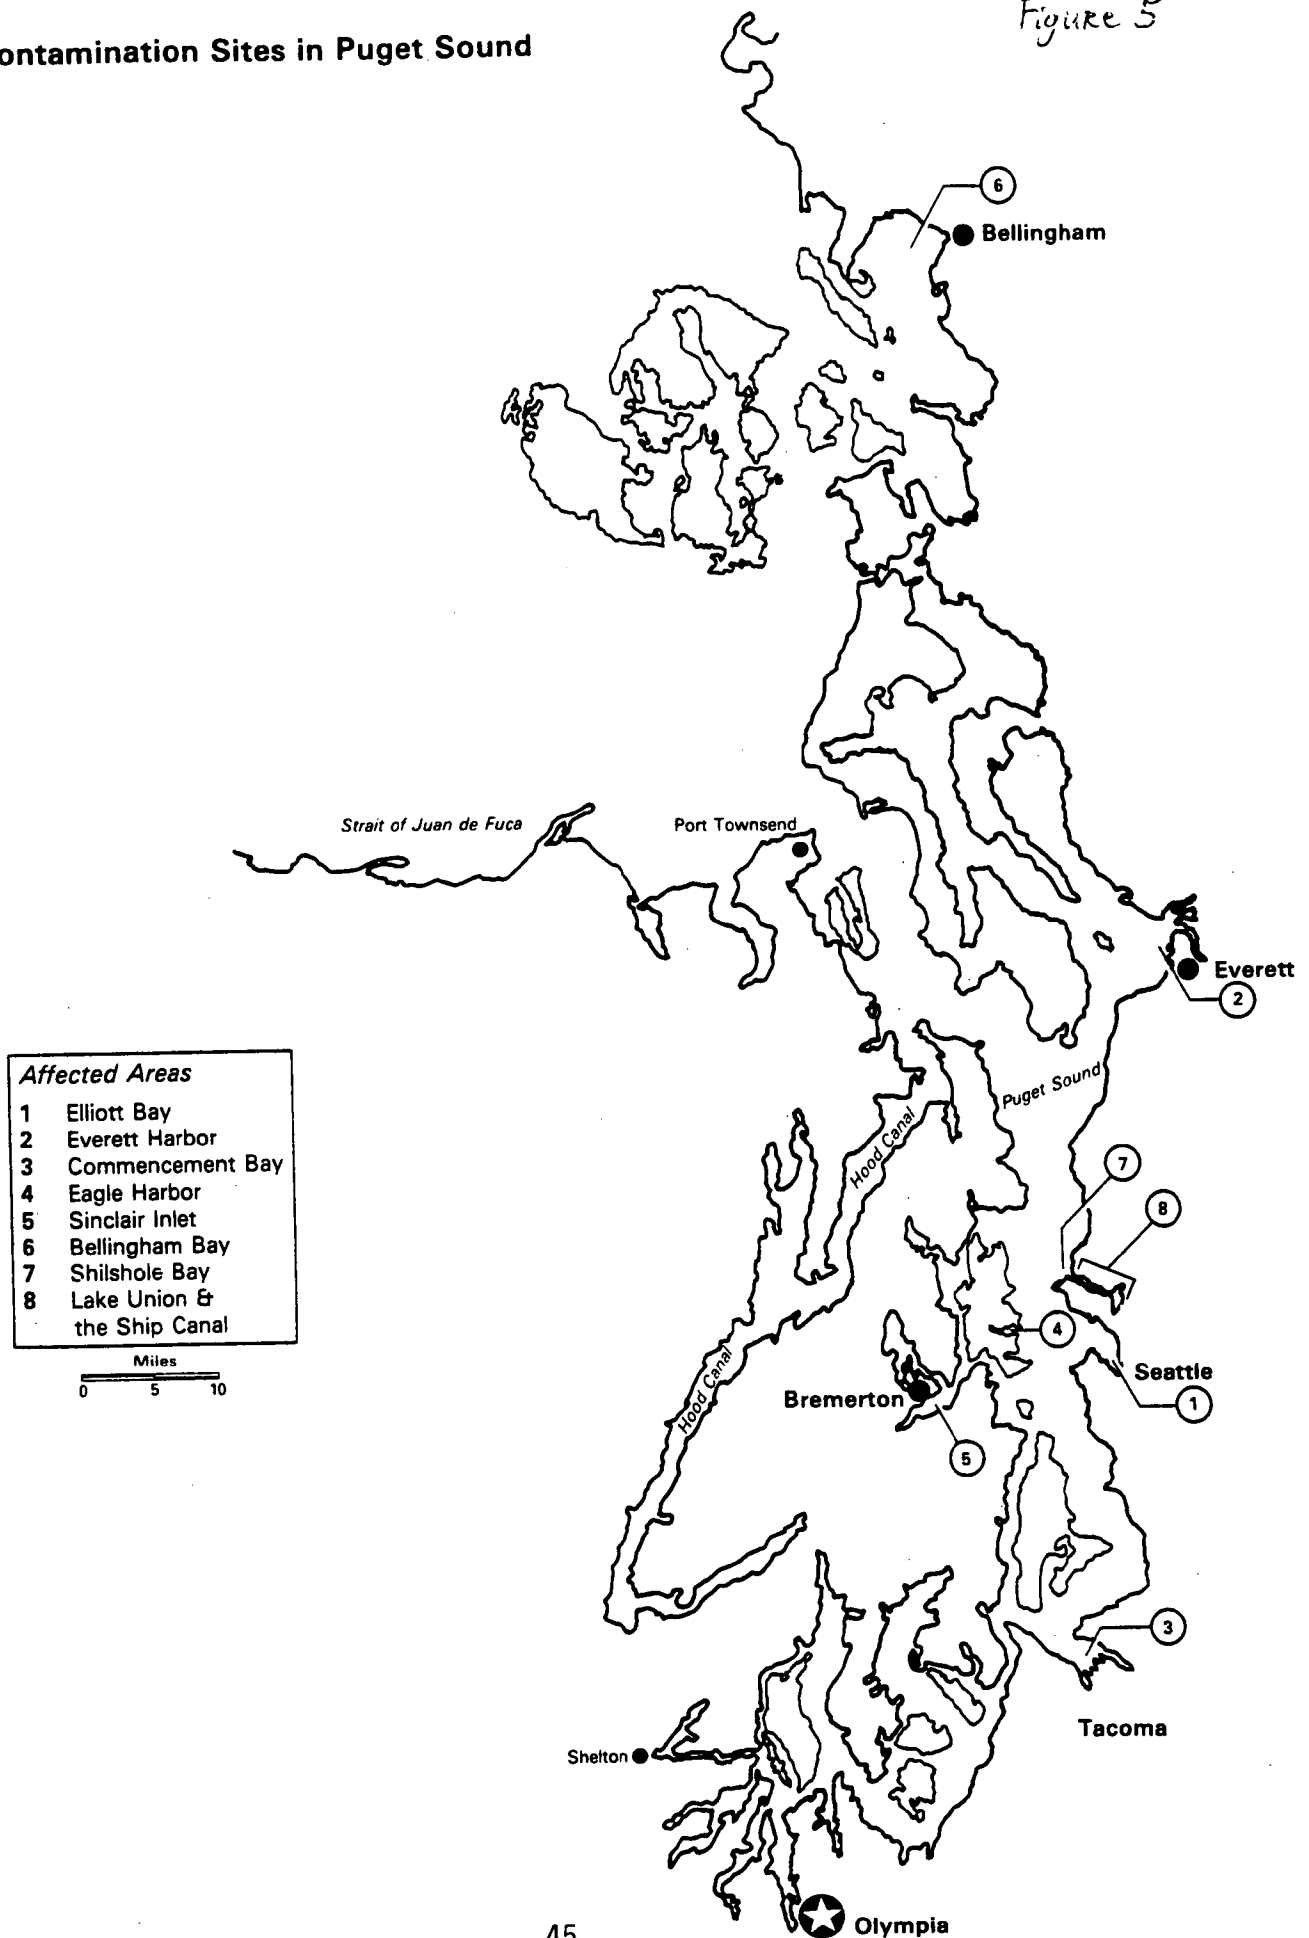 Figure 5
ontamination Sites in Puget Sound
6
Bellingham
Strait of Juan de Fuca
Port Townsend
Everett
2
Puget Sound
Hood Canal
7
8
Affected Areas
1 Elliott Bay
2 Everett Harbor
3 Commencement Bay
4 Eagle Harbor
5 Sinclair Inlet
6 Bellingham Bay
7 Shilshole Bay
8 Lake Union &
the Ship Canal
Miles
0 5 10
4
Hood Canal
Seattle
Bremerton
1
5
3
Tacoma
Shelton
Olympia
45